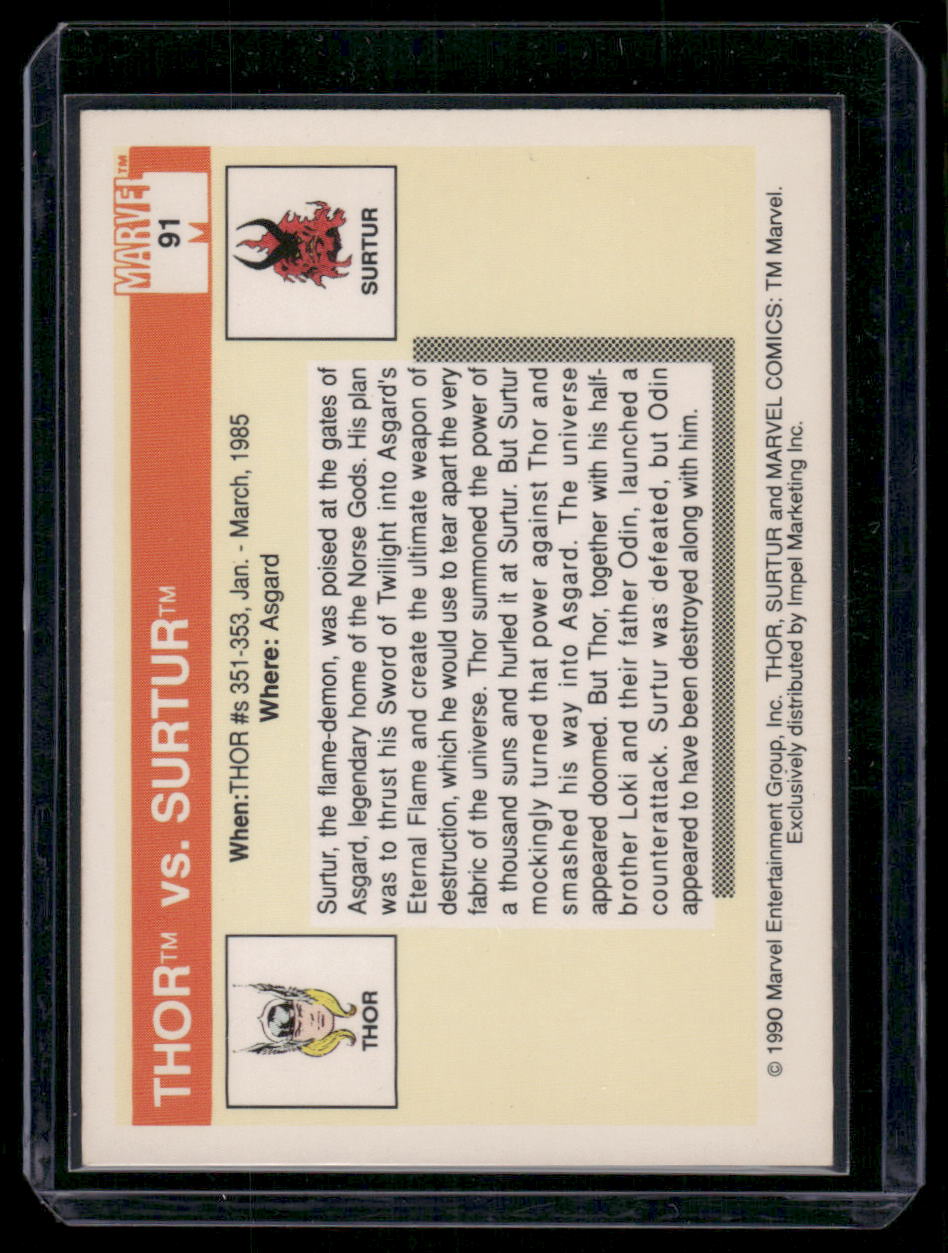 THOR™ vs. SURTUR™
MARVEL™
91
When:THOR #s 351-353, Jan. - March, 1985
Where: Asgard
THOR
SURTUR
Surtur, the flame-demon, was poised at the gates of
Asgard, legendary home of the Norse Gods. His plan
was to thrust his Sword of Twilight into Asgard's
Eternal Flame and create the ultimate weapon of
destruction, which he would use to tear apart the very
fabric of the universe. Thor summoned the power of
a thousand suns and hurled it at Surtur. But Surtur
mockingly turned that power against Thor and
smashed his way into Asgard. The universe
appeared doomed. But Thor, together with his half-
brother Loki and their father Odin, launched a
counterattack. Surtur was defeated, but Odin
appeared to have been destroyed along with him.
© 1990 Marvel Entertainment Group, Inc. THOR, SURTUR and MARVEL COMICS: TM Marvel.
Exclusively distributed by Impel Marketing Inc.